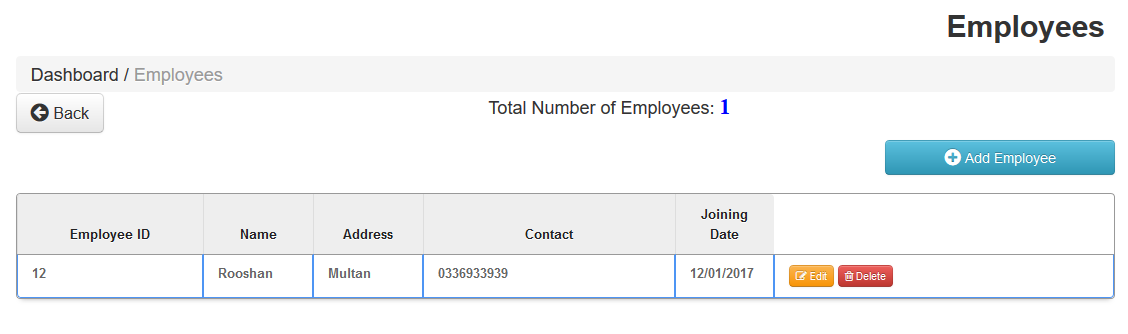 Employees
Dashboard / Employees
Back
Total Number of Employees: 1
Add Employee
Employee ID Name Address Contact Joining
Date
12 Rooshan Multan 0336933939 12/01/2017 Edit Delete